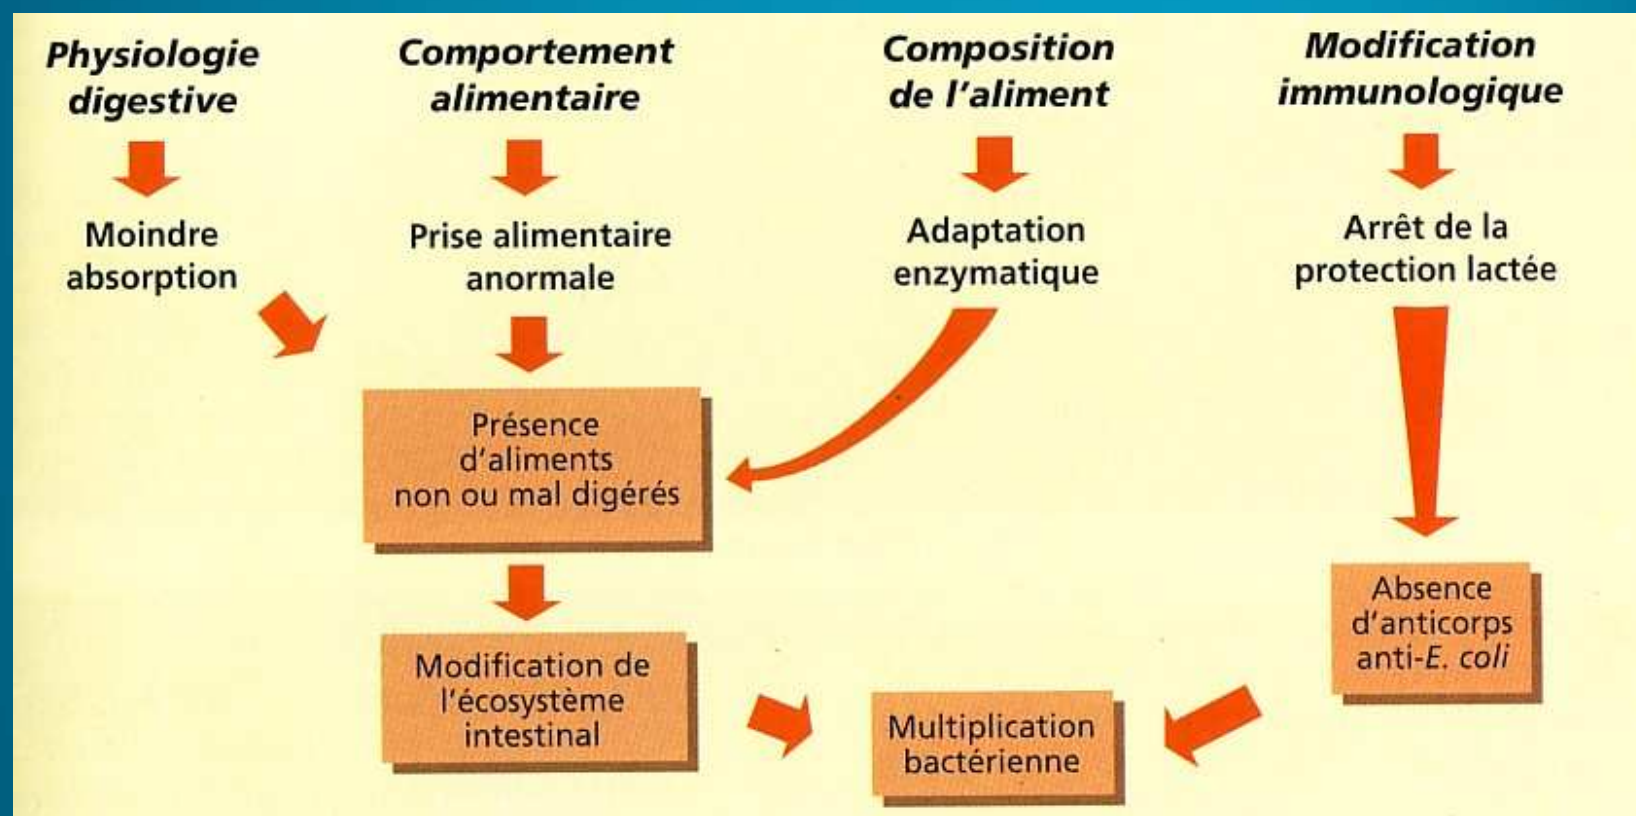 Physiologie
digestive
Comportement
alimentaire
Composition
de l'aliment
Modification
immunologique
Moindre
absorption
Prise alimentaire
anormale
Adaptation
enzymatique
Arrêt de la
protection lactée
Présence
d'aliments
non ou mal digérés
Absence
d'anticorps
anti-E. coli
Modification de
l'écosystème
intestinal
Multiplication
bactérienne